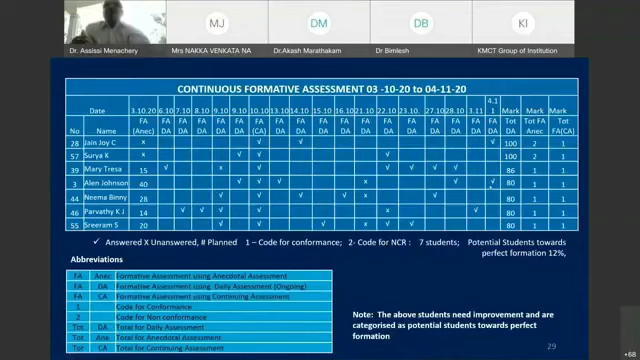 MJ DM DB KI
Dr. Assissi Menachery Mrs NAKKA VENKATA NA Dr.Akash Marathakam Dr Bimlesh KMCT Group of Institution
CONTINUOUS FORMATIVE ASSESSMENT 03 -10-20 to 04-11-20
Date 3.10.20 6.10 7.10 8.10 9.10 9.10 10.10 13.10 14.10 15.10 16.10 21.10 22.10 23.10 27.10 28.10 3.11 4.1 1 Mark Mark Mark
No Name FA (Anec) FA DA FA DA FA DA FA DA FA DA FA (CA) FA DA FA DA FA DA FA DA FA DA FA DA FA DA FA DA FA DA FA DA FA DA Tot DA Tot FA Anec Tot FA(CA)
28 Jain Joy C x √ √ √ 100 2 1
57 Surya K x √ √ √ 100 2 1
39 Mary Tresa 15 √ x √ √ √ √ √ 86 1 1
3 Alen Johnson 40 √ √ √ x √ √ 80 1 1
44 Neema Binny 28 √ √ √ √ x √ 80 1 1
46 Parvathy K J 14 √ √ √ √ x √ 80 1 1
55 Sreeram S 20 √ √ √ x √ √ 80 1 1
✓ Answered X Unanswered, # Planned 1 – Code for conformance 2- Code for NCR : 7 students; Potential Students towards
perfect formation 12%,
Abbreviations
FA Anec Formative Assessment using Anecdotal Assessment
FA DA Formative Assessment using Daily Assessment (Ongoing)
FA CA Formative Assessment using Continuing Assessment
1 Code for Conformance
2 Code for Non conformance
Tot DA Total for Daily Assessment
Tot Ane Total for Anecdotal Assessment
Tot CA Total for Continuing Assessment
Note: The above students need improvement and are
categorised as potential students towards perfect
formation
29
+68